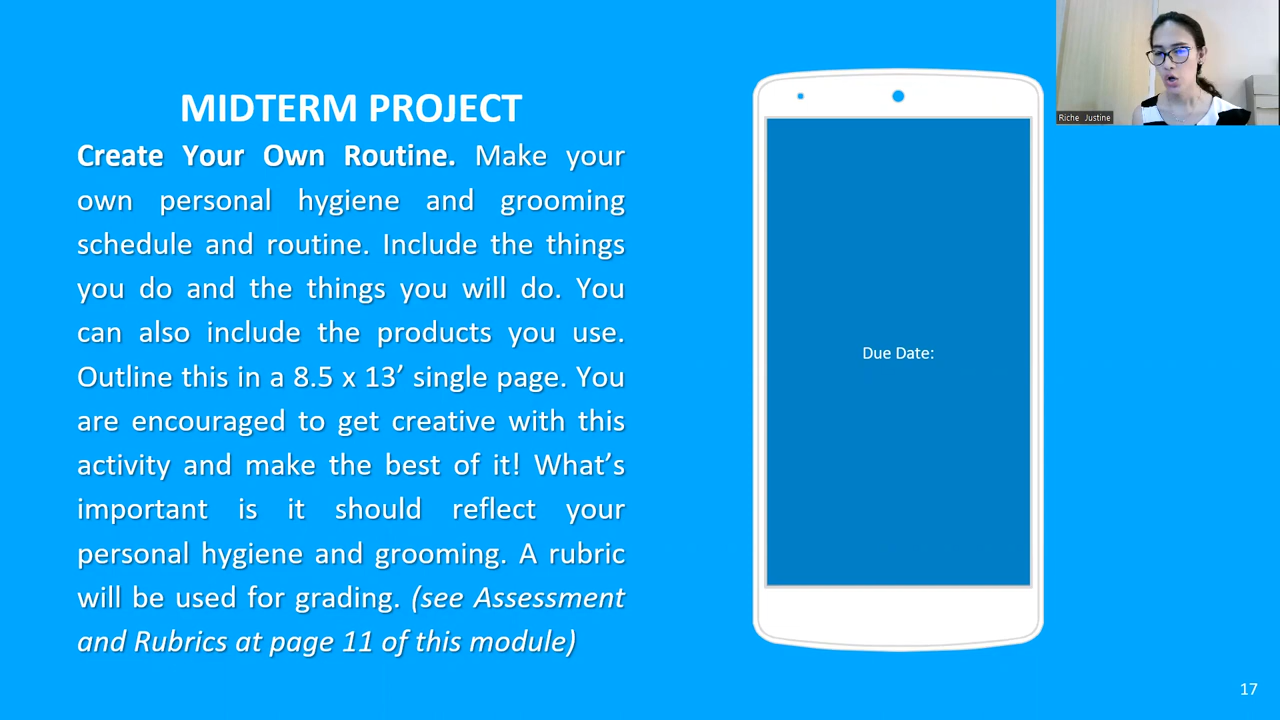 MIDTERM PROJECT
Create Your Own Routine. Make your
own personal hygiene and grooming
schedule and routine. Include the things
you do and the things you will do. You
can also include the products you use.
Outline this in a 8.5 x 13’ single page. You
are encouraged to get creative with this
activity and make the best of it! What’s
important is it should reflect your
personal hygiene and grooming. A rubric
will be used for grading. (see Assessment
and Rubrics at page 11 of this module)
Due Date:
Riche Justine
17